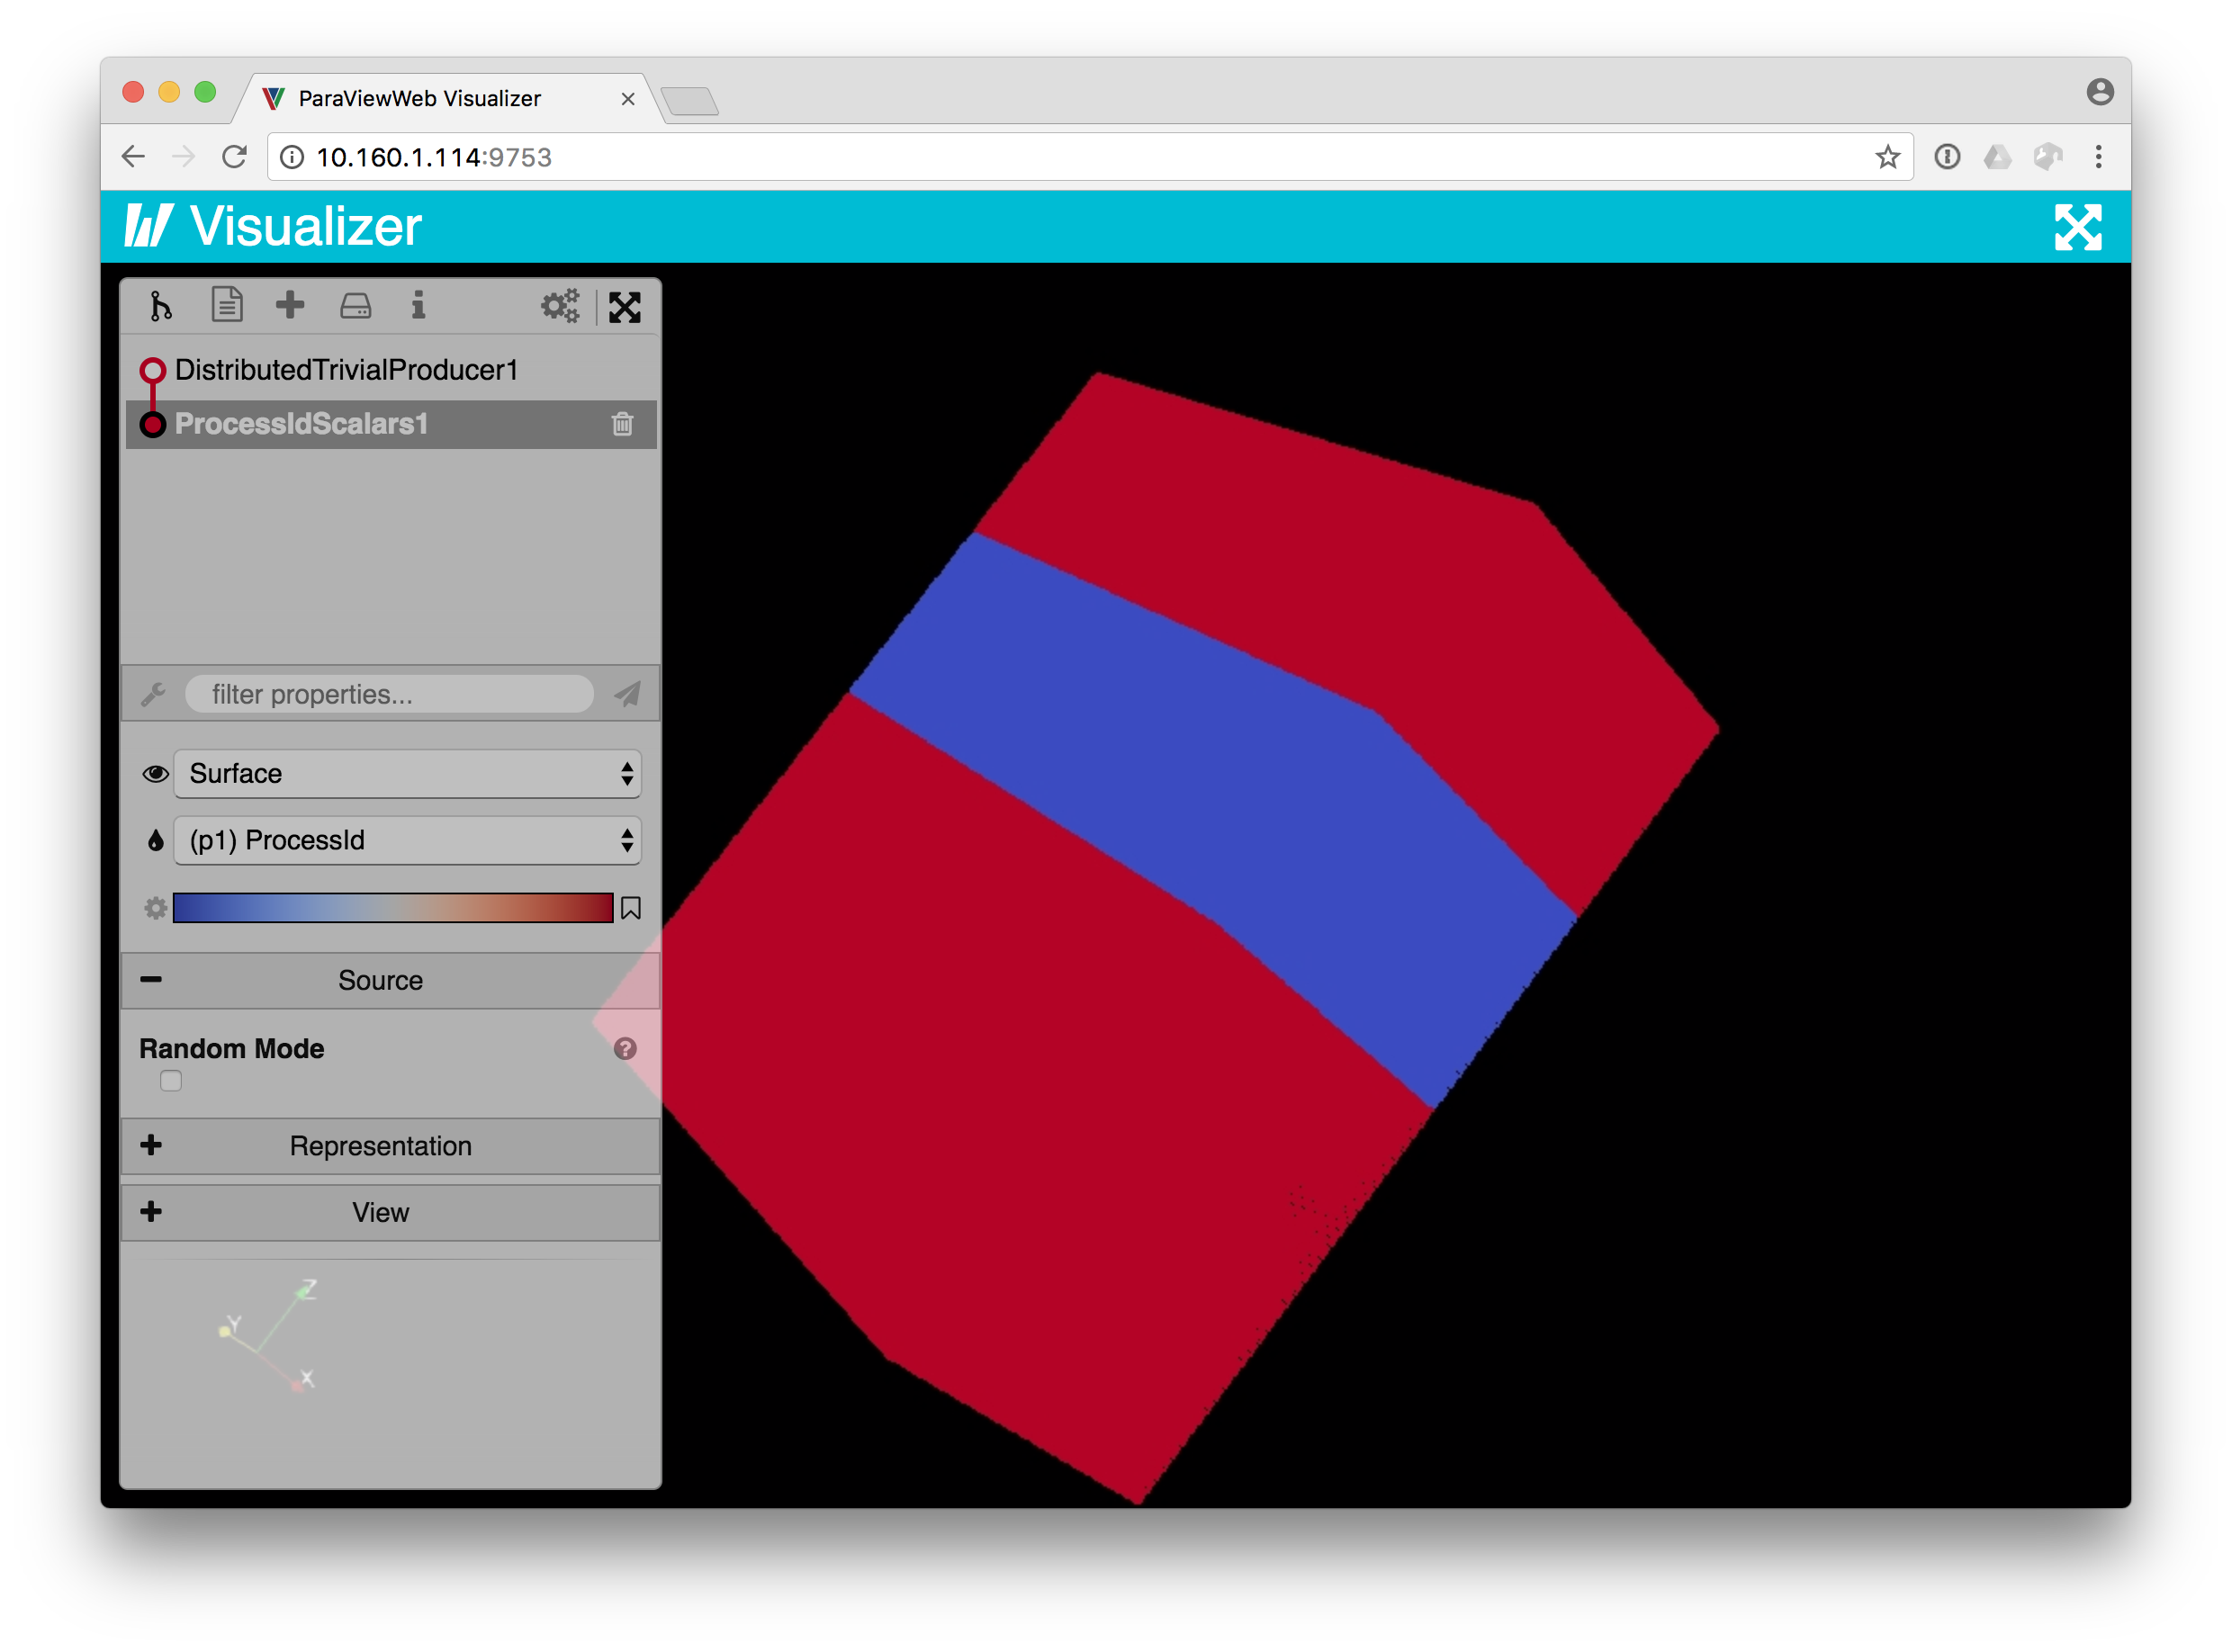 ParaViewWeb Visualizer
10.160.1.114:9753
Visualizer
DistributedTrivialProducer1
ProcessIdScalars1
filter properties...
Surface
(p1) ProcessId
Source
Random Mode
Representation
View
Z
Y
X